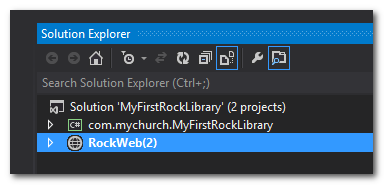 Solution Explorer
Search Solution Explorer (Ctrl+;)
Solution 'MyFirstRockLibrary' (2 projects)
C# com.mychurch.MyFirstRockLibrary
RockWeb(2)